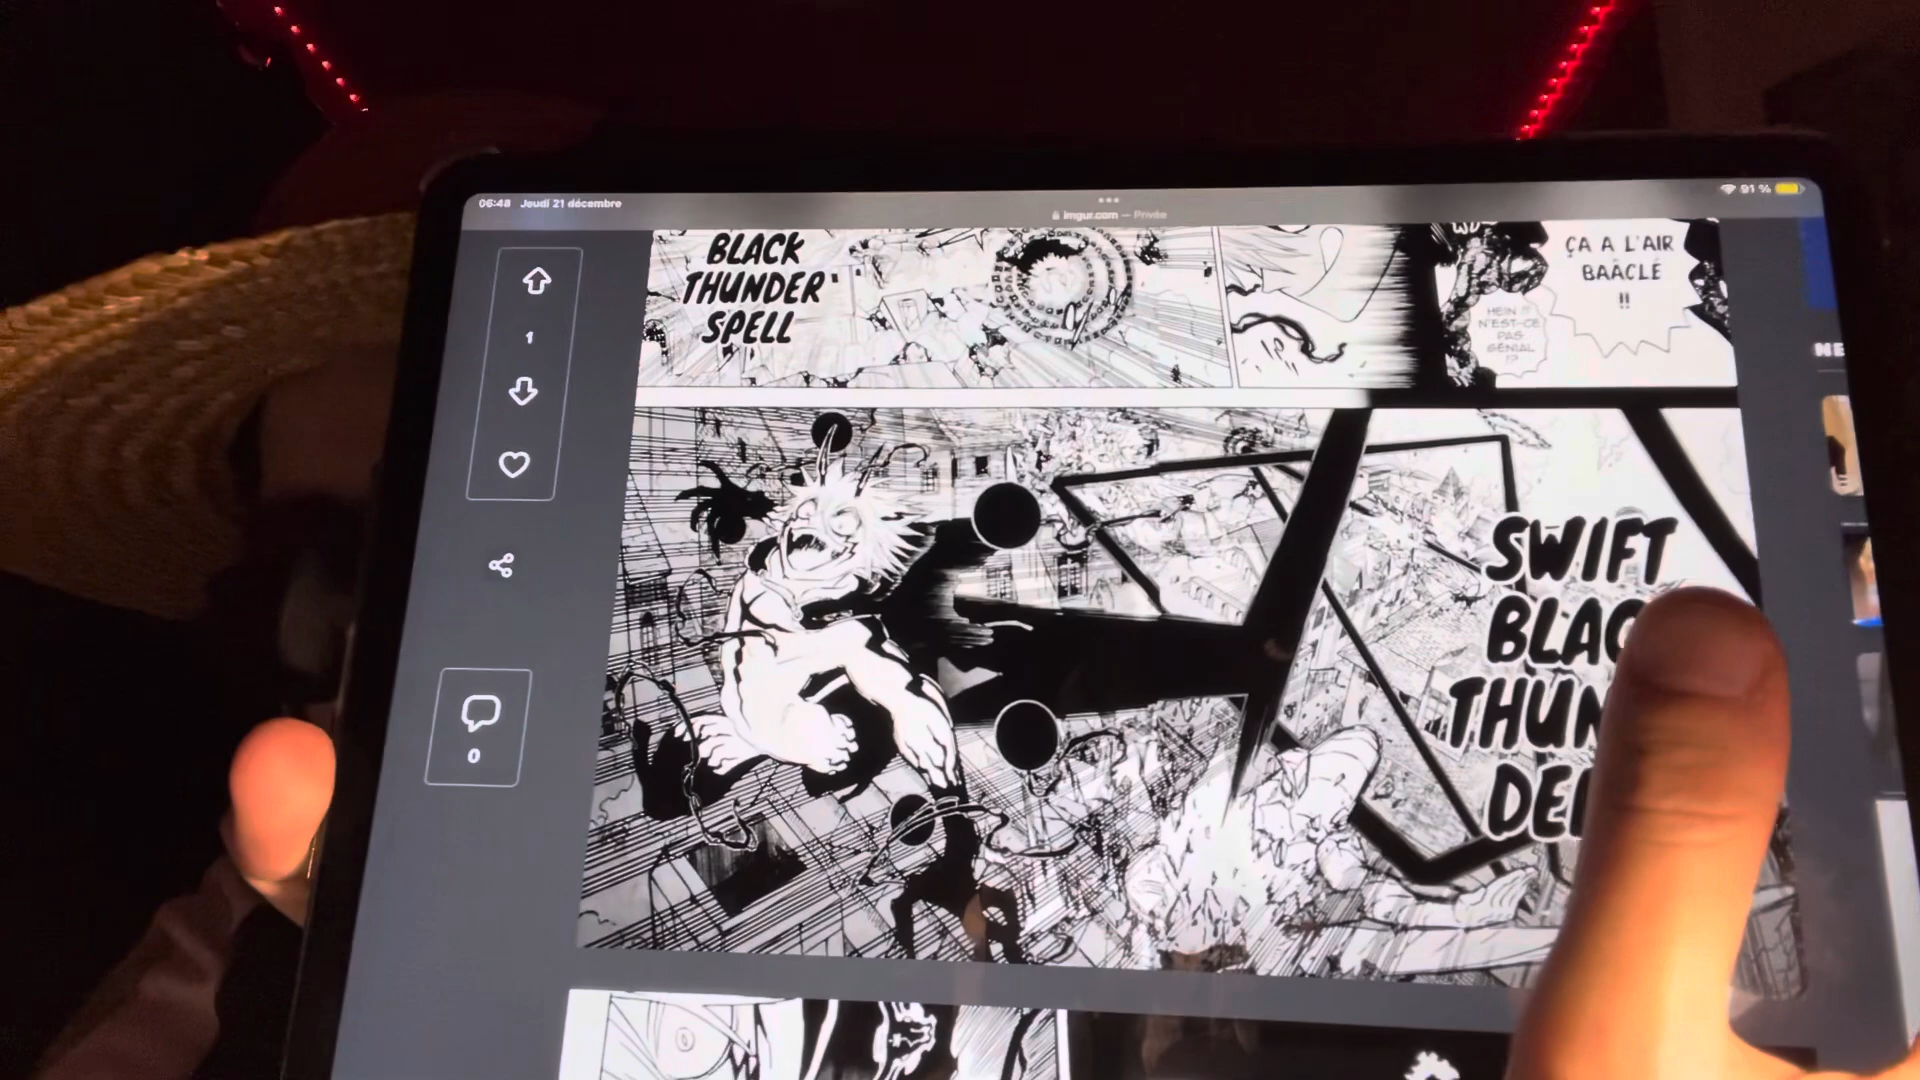 06:48 Jeudi 21 décembre
imgur.com — Privée
91 %
1
0
BLACK
THUNDER
SPELL
ÇA A L'AIR
BAÂCLÉ
!!
HEIN !!
N'EST-CE
PAS
GÉNIAL
!?
SWIFT
BLAC
THUN
DE
NE